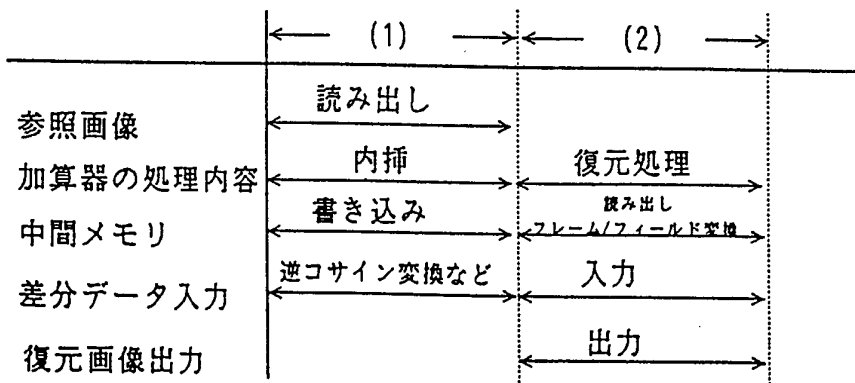 (1) (2)
参照画像 読み出し
加算器の処理内容 内挿 復元処理
中間メモリ 書き込み 読み出し
フレーム/フィールド変換
差分データ入力 逆コサイン変換など 入力
復元画像出力 出力